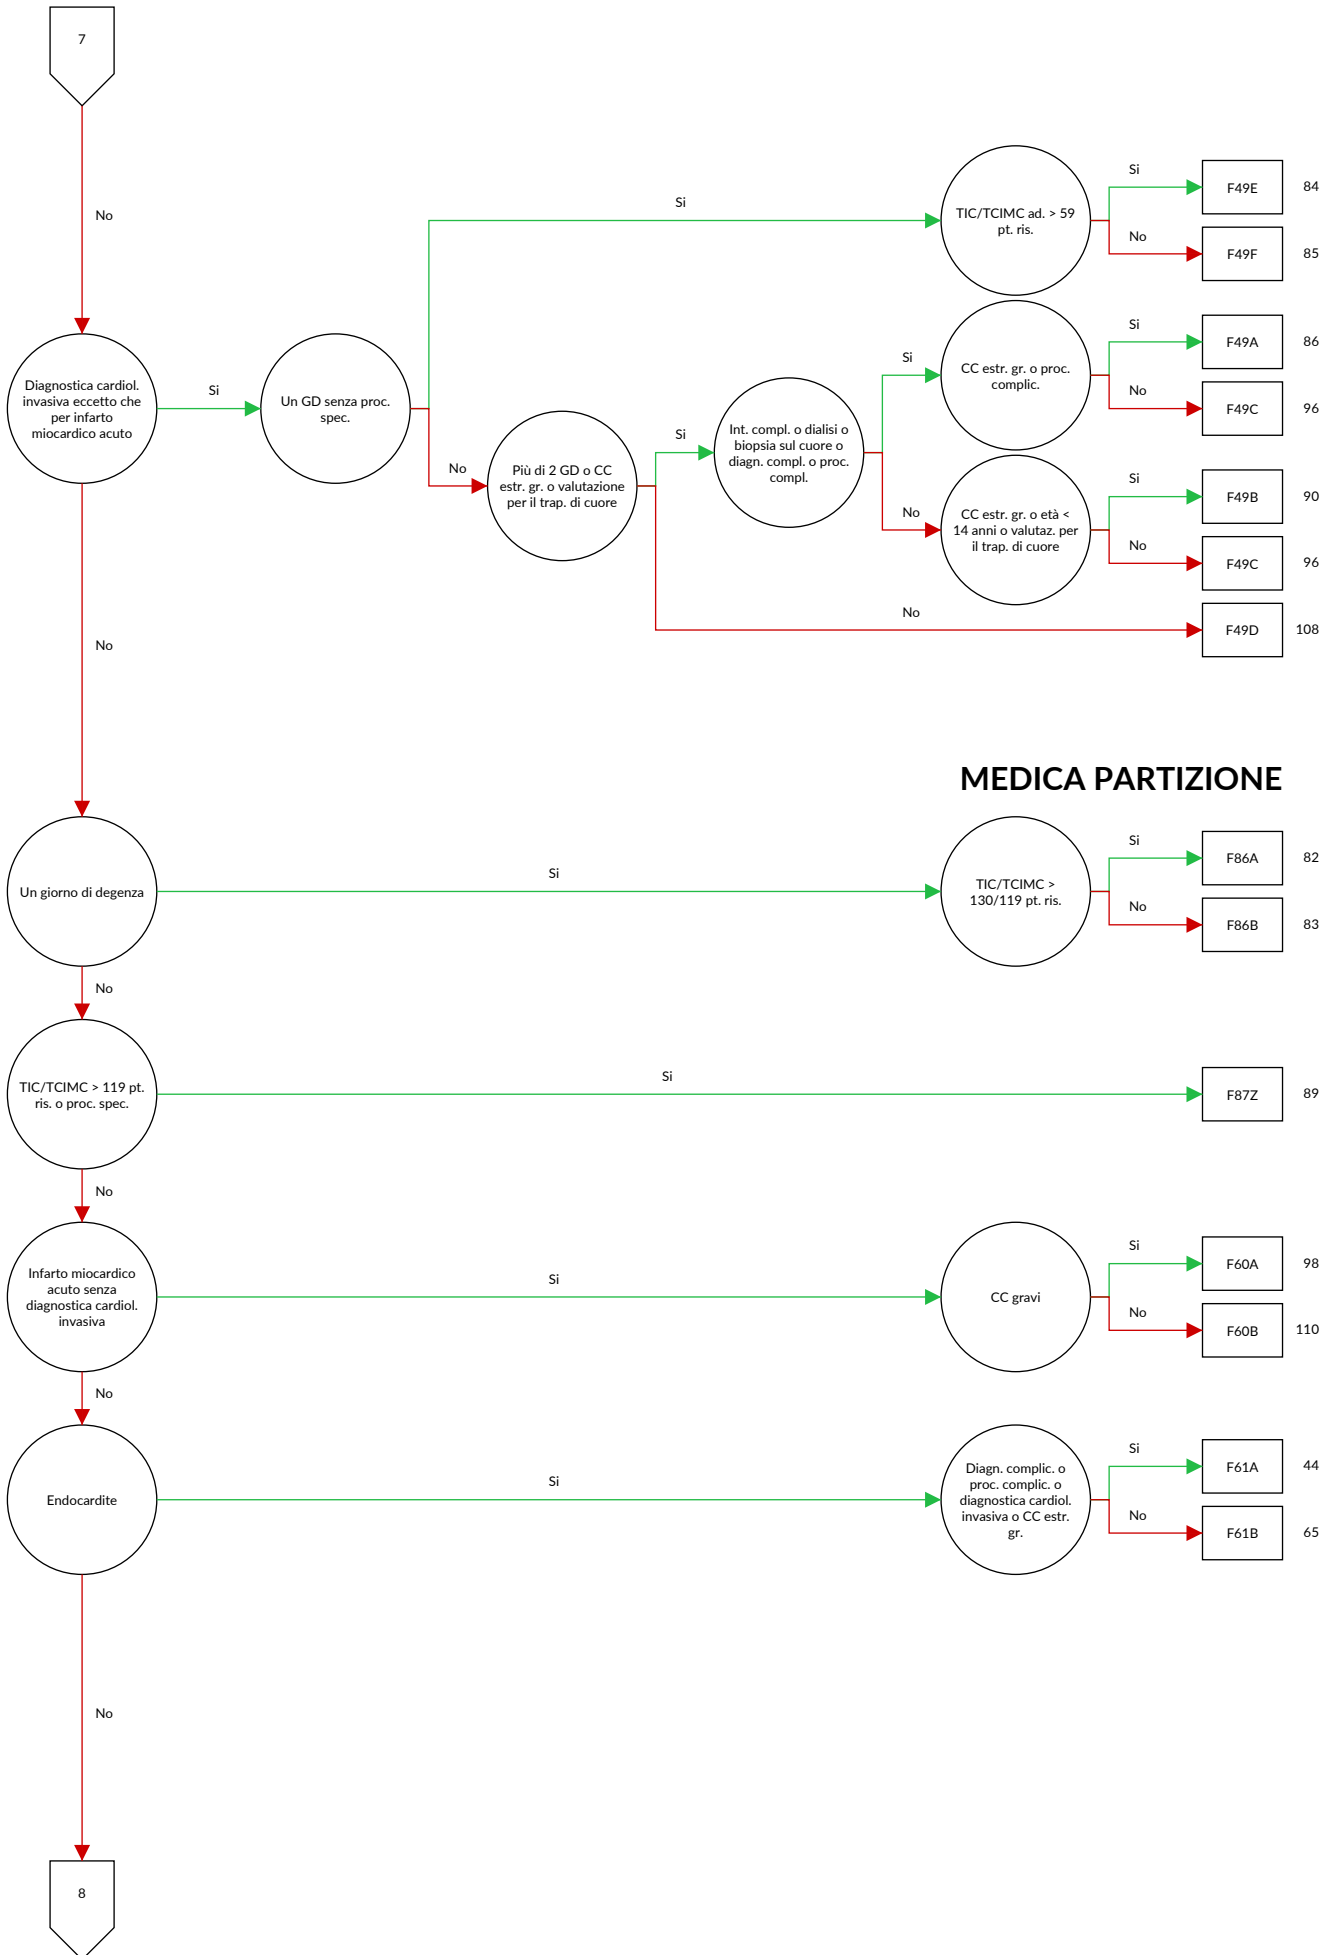 7
No
Si
TIC/TCIMC ad. > 59
pt. ris.
Si
F49E
84
No
F49F
85
Diagnostica cardiol.
invasiva eccetto che
per infarto
miocardico acuto
Si
Un GD senza proc.
spec.
No
Più di 2 GD o CC
estr. gr. o valutazione
per il trap. di cuore
Si
Int. compl. o dialisi o
biopsia sul cuore o
diagn. compl. o proc.
compl.
Si
CC estr. gr. o proc.
complic.
Si
F49A
86
No
F49C
96
No
CC estr. gr. o età <
14 anni o valutaz. per
il trap. di cuore
Si
F49B
90
No
F49C
96
No
F49D
108
No
MEDICA PARTIZIONE
Un giorno di degenza
Si
TIC/TCIMC >
130/119 pt. ris.
Si
F86A
82
No
F86B
83
No
TIC/TCIMC > 119 pt.
ris. o proc. spec.
Si
F87Z
89
No
Infarto miocardico
acuto senza
diagnostica cardiol.
invasiva
Si
CC gravi
Si
F60A
98
No
F60B
110
No
Endocardite
Si
Diagn. complic. o
proc. complic. o
diagnostica cardiol.
invasiva o CC estr.
gr.
Si
F61A
44
No
F61B
65
No
8